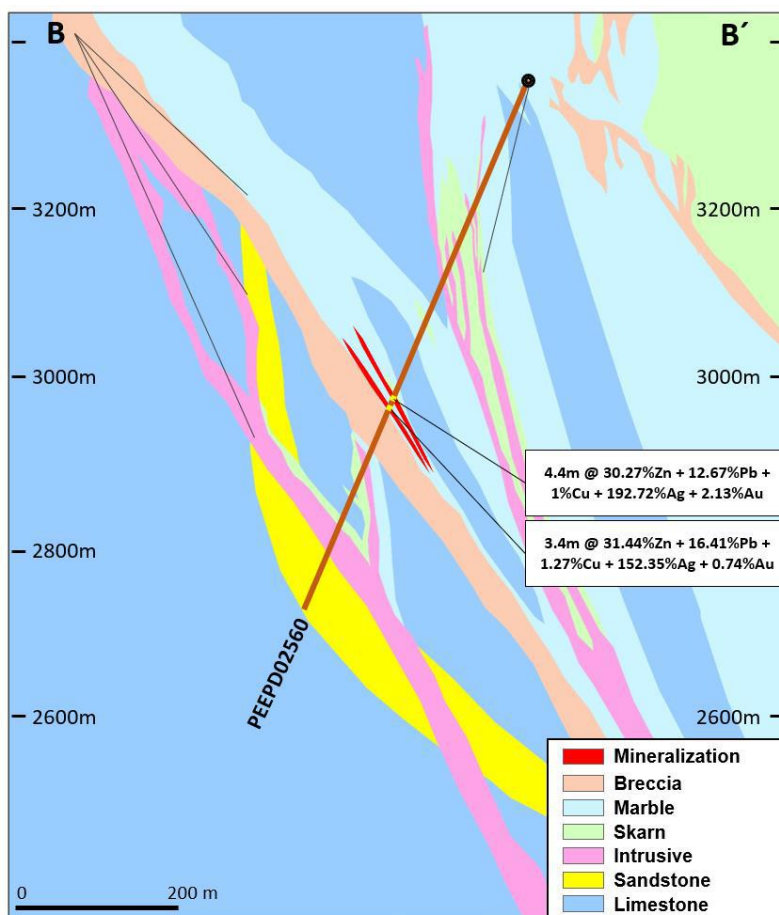 B
B´
3200m
3200m
3000m
3000m
4.4m @ 30.27%Zn + 12.67%Pb +
1%Cu + 192.72%Ag + 2.13%Au
3.4m @ 31.44%Zn + 16.41%Pb +
1.27%Cu + 152.35%Ag + 0.74%Au
2800m
PEEPD02560
2600m
2600m
Mineralization
Breccia
Marble
Skarn
Intrusive
Sandstone
Limestone
0
200 m